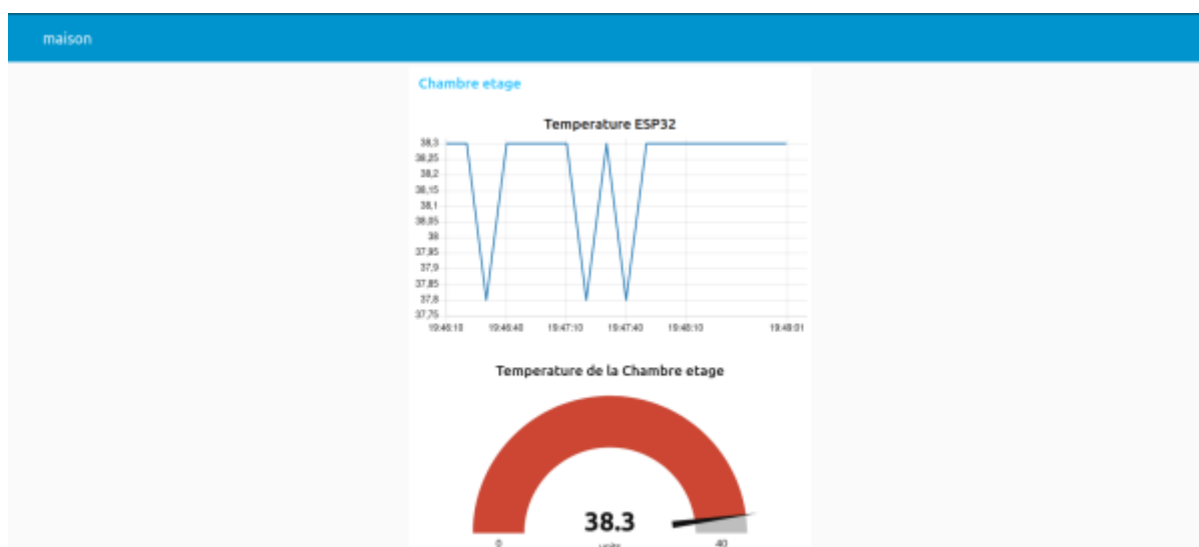 maison
Chambre etage
Temperature ESP32
38,3
38,25
38,2
38,15
38,1
38,05
38
37,95
37,9
37,85
37,8
37,75
19:46:10 19:46:40 19:47:10 19:47:40 19:48:10 19:49:01
Temperature de la Chambre etage
38.3
0 units 40